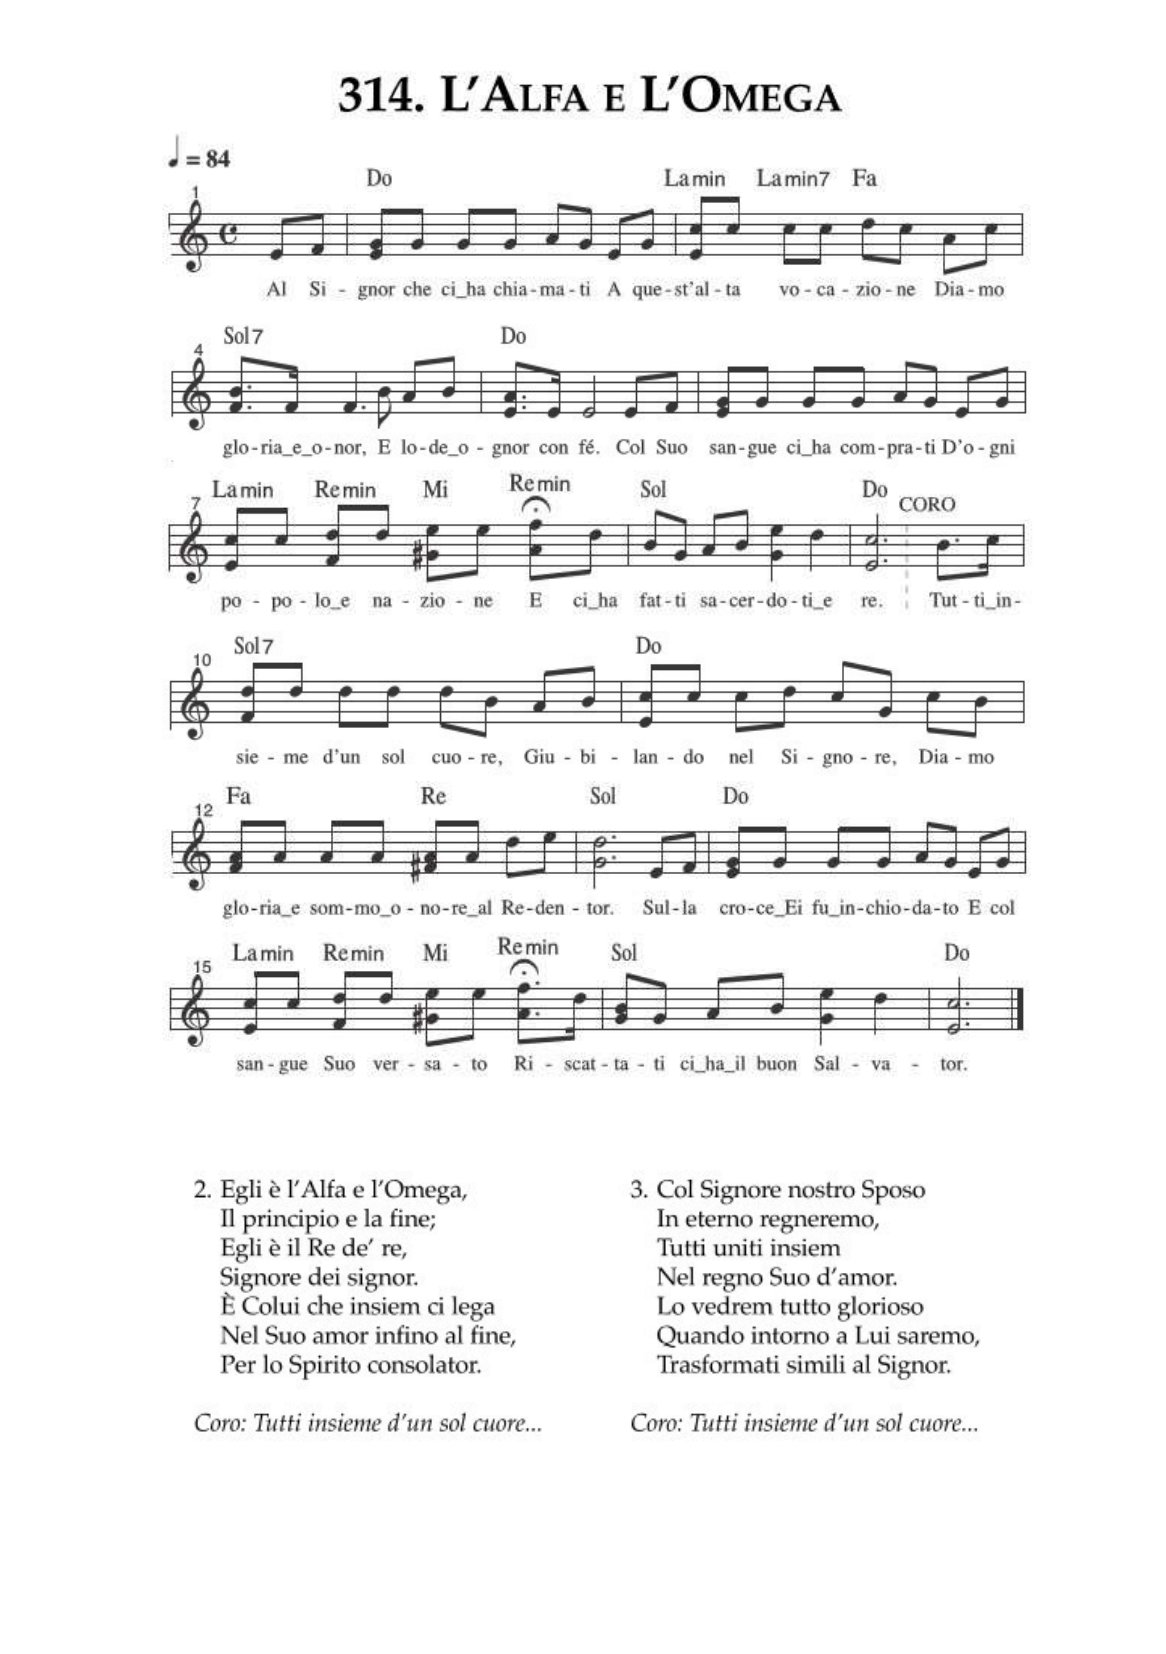 314. L'Alfa e L'Omega
♩ = 84
Do Lamin Lamin7 Fa
1
Al Si - gnor che ci_ha chia-ma-ti A que-st'al-ta vo-ca-zio-ne Dia-mo
Sol7 Do
4
glo-ria_e_o-nor, E lo-de_o-gnor con fé. Col Suo san-gue ci_ha com-pra-ti D'o-gni
Lamin Remin Mi Remin Sol Do
7 CORO
po - po - lo_e na - zio - ne E ci_ha fat-ti sa-cer-do-ti_e re. Tut-ti_in-
Sol7 Do
10
sie - me d'un sol cuo - re, Giu - bi - lan - do nel Si - gno - re, Dia - mo
Fa Re Sol Do
12
glo-ria_e som-mo_o - no-re_al Re-den - tor. Sul-la cro-ce_Ei fu_in-chio-da-to E col
Lamin Remin Mi Remin Sol Do
15
san-gue Suo ver - sa - to Ri - scat - ta - ti ci_ha_il buon Sal - va - tor.
2. Egli è l'Alfa e l'Omega,
Il principio e la fine;
Egli è il Re de' re,
Signore dei signor.
È Colui che insiem ci lega
Nel Suo amor infino al fine,
Per lo Spirito consolator.
Coro: Tutti insieme d'un sol cuore...
3. Col Signore nostro Sposo
In eterno regneremo,
Tutti uniti insiem
Nel regno Suo d'amor.
Lo vedrem tutto glorioso
Quando intorno a Lui saremo,
Trasformati simili al Signor.
Coro: Tutti insieme d'un sol cuore...